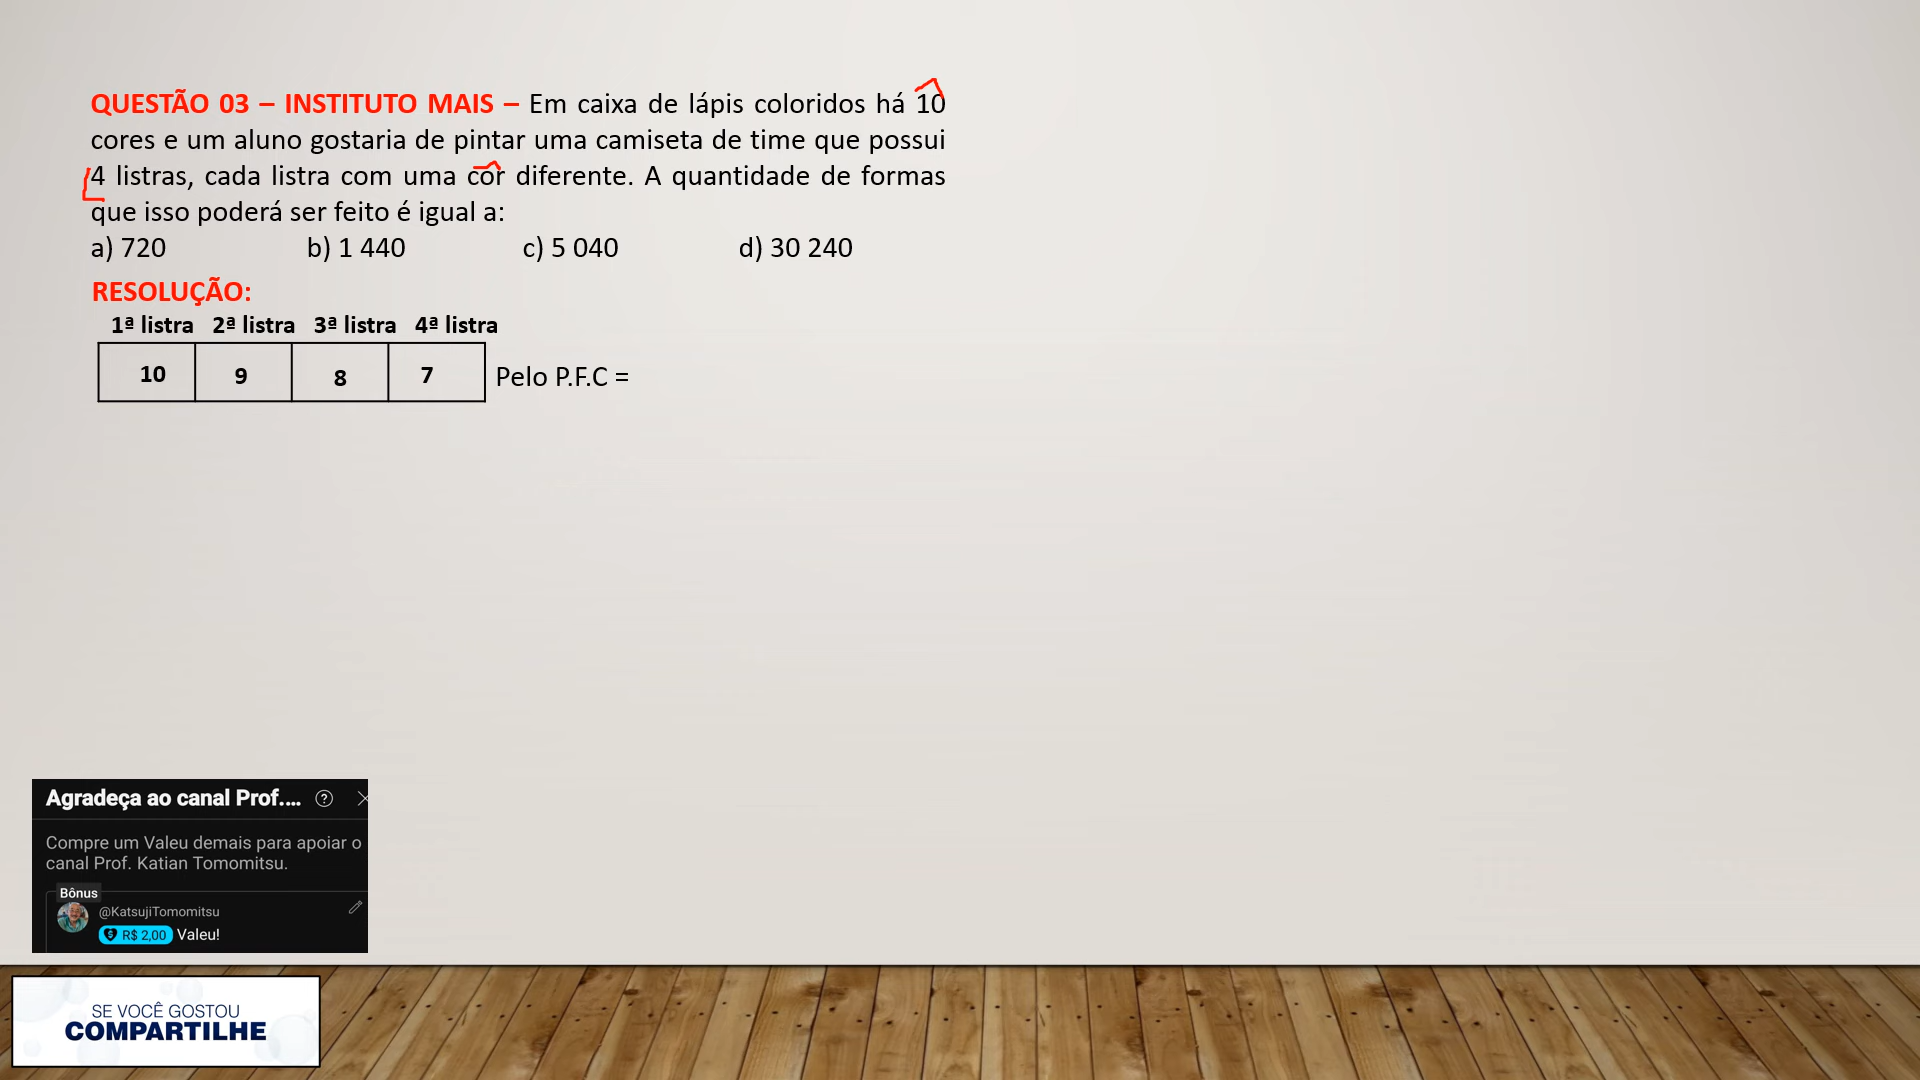 QUESTÃO 03 – INSTITUTO MAIS – Em caixa de lápis coloridos há 10
cores e um aluno gostaria de pintar uma camiseta de time que possui
4 listras, cada listra com uma cor diferente. A quantidade de formas
que isso poderá ser feito é igual a:
a) 720 b) 1 440 c) 5 040 d) 30 240
RESOLUÇÃO:
1ª listra 2ª listra 3ª listra 4ª listra
10 9 8 7 Pelo P.F.C =
Agradeça ao canal Prof....
Compre um Valeu demais para apoiar o
canal Prof. Katian Tomomitsu.
Bônus
@KatsujiTomomitsu
R$ 2,00 Valeu!
SE VOCÊ GOSTOU
COMPARTILHE